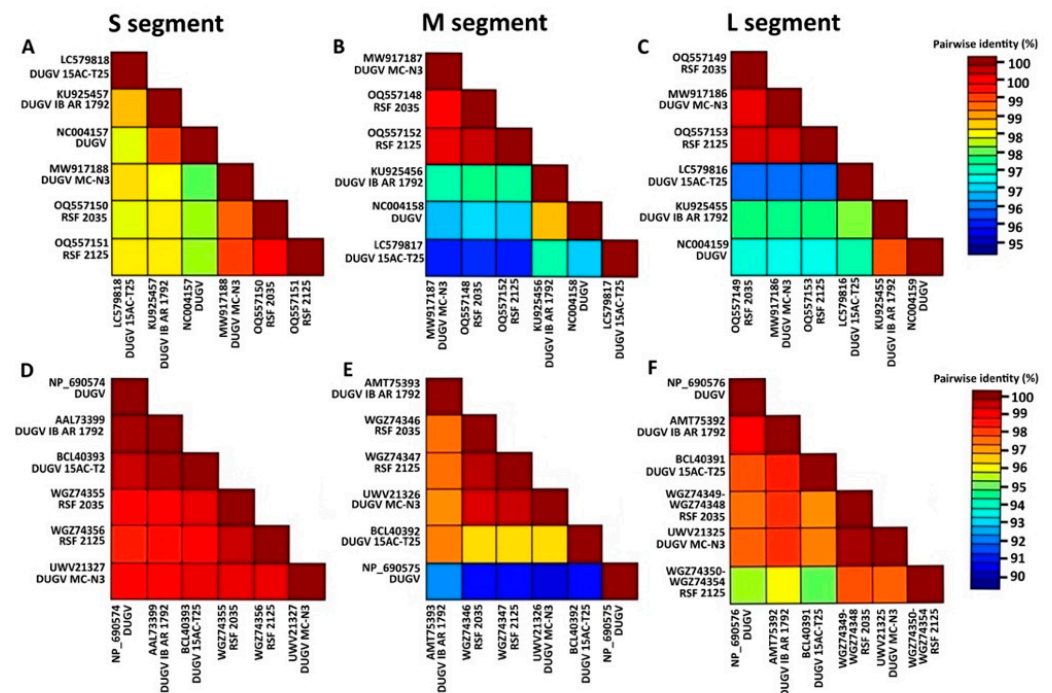 S segment
M segment
L segment
A
LC579818
DUGV 15AC-T25
KU925457
DUGV IB AR 1792
NC004157
DUGV
MW917188
DUGV MC-N3
OQ557150
RSF 2035
OQ557151
RSF 2125
LC579818
DUGV 15AC-T25
KU925457
DUGV IB AR 1792
NC004157
DUGV
MW917188
DUGV MC-N3
OQ557150
RSF 2035
OQ557151
RSF 2125
B
MW917187
DUGV MC-N3
OQ557148
RSF 2035
OQ557152
RSF 2125
KU925456
DUGV IB AR 1792
NC004158
DUGV
LC579817
DUGV 15AC-T25
MW917187
DUGV MC-N3
OQ557148
RSF 2035
OQ557152
RSF 2125
KU925456
DUGV IB AR 1792
NC004158
DUGV
LC579817
DUGV 15AC-T25
C
OQ557149
RSF 2035
MW917186
DUGV MC-N3
OQ557153
RSF 2125
LC579816
DUGV 15AC-T25
KU925455
DUGV IB AR 1792
NC004159
DUGV
OQ557149
RSF 2035
MW917186
DUGV MC-N3
OQ557153
RSF 2125
LC579816
DUGV 15AC-T25
KU925455
DUGV IB AR 1792
NC004159
DUGV
Pairwise identity (%)
100
100
99
99
98
98
97
97
96
96
95
D
NP_690574
DUGV
AAL73399
DUGV IB AR 1792
BCL40393
DUGV 15AC-T2
WGZ74355
RSF 2035
WGZ74356
RSF 2125
UWV21327
DUGV MC-N3
NP_690574
DUGV
AAL73399
DUGV IB AR 1792
BCL40393
DUGV 15AC-T25
WGZ74355
RSF 2035
WGZ74356
RSF 2125
UWV21327
DUGV MC-N3
E
AMT75393
DUGV IB AR 1792
WGZ74346
RSF 2035
WGZ74347
RSF 2125
UWV21326
DUGV MC-N3
BCL40392
DUGV 15AC-T25
NP_690575
DUGV
AMT75393
DUGV IB AR 1792
WGZ74346
RSF 2035
WGZ74347
RSF 2125
UWV21326
DUGV MC-N3
BCL40392
DUGV 15AC-T25
NP_690575
DUGV
F
NP_690576
DUGV
AMT75392
DUGV IB AR 1792
BCL40391
DUGV 15AC-T25
WGZ74349-
WGZ74348
RSF 2035
UWV21325
DUGV MC-N3
WGZ74350-
WGZ74354
RSF 2125
NP_690576
DUGV
AMT75392
DUGV IB AR 1792
BCL40391
DUGV 15AC-T25
WGZ74349-
WGZ74348
RSF 2035
UWV21325
DUGV MC-N3
WGZ74350-
WGZ74354
RSF 2125
Pairwise identity (%)
100
99
98
97
96
95
94
93
92
91
90